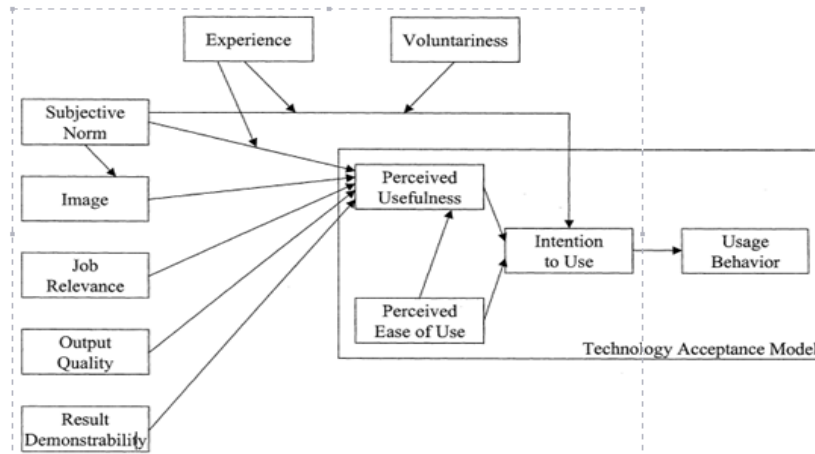 Experience
Voluntariness
Subjective
Norm
Image
Perceived
Usefulness
Job
Relevance
Intention
to Use
Usage
Behavior
Perceived
Ease of Use
Output
Quality
Technology Acceptance Model
Result
Demonstrability